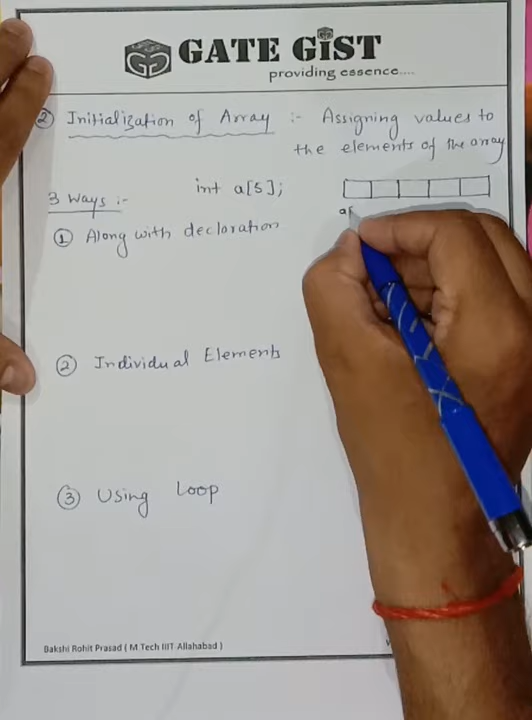 GATE GiST
providing essence....
② Initialization of Array :- Assigning values to
the elements of the array
int a[5];
3 Ways :-
① Along with declaration
② Individual Elements
③ Using Loop
Bakshi Rohit Prasad ( M Tech IIIT Allahabad )